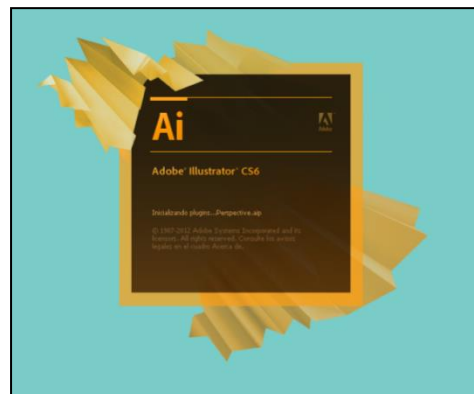 Ai
Adobe
Adobe® Illustrator® CS6
Inicializando plugins...Perspective.aip
© 1987-2012 Adobe Systems Incorporated and its
licensors. All rights reserved. Consulte los avisos
legales en el cuadro Acerca de.